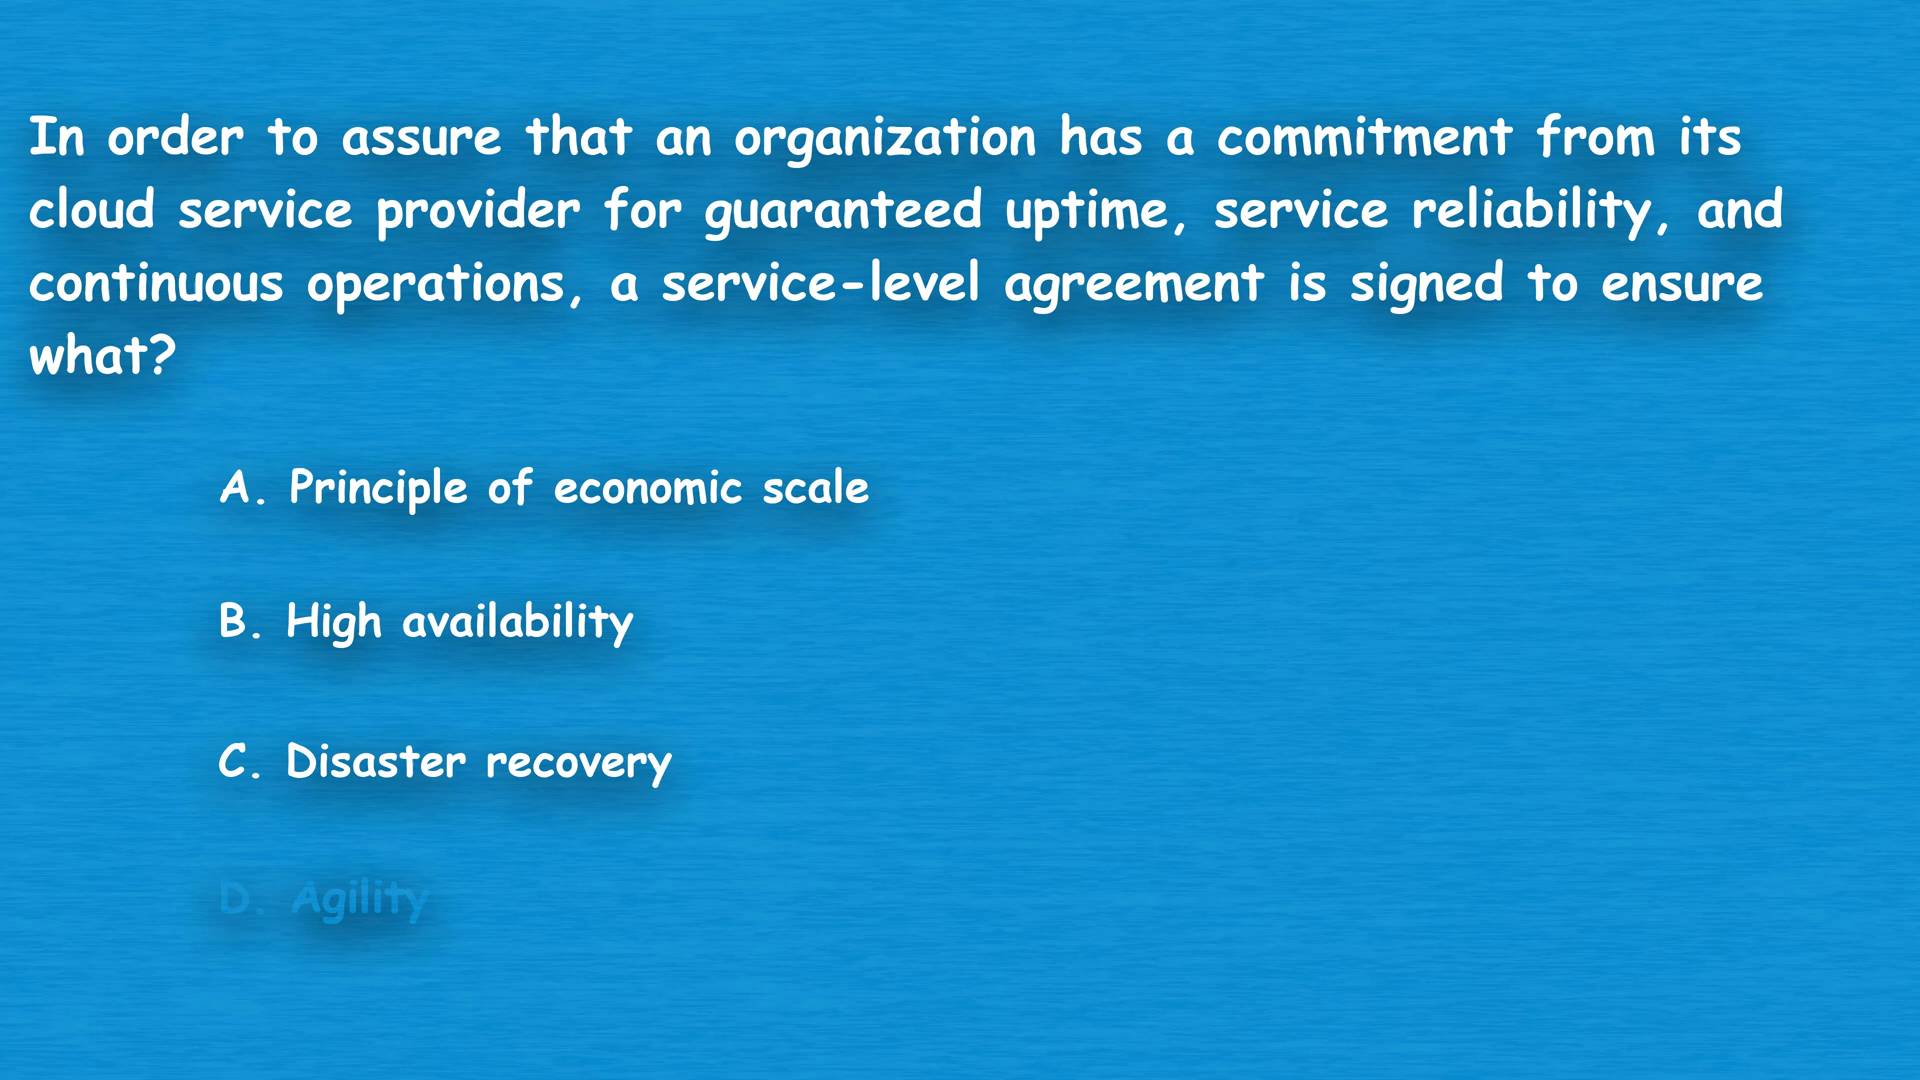 In order to assure that an organization has a commitment from its
cloud service provider for guaranteed uptime, service reliability, and
continuous operations, a service-level agreement is signed to ensure
what?
A. Principle of economic scale
B. High availability
C. Disaster recovery
D. Agility